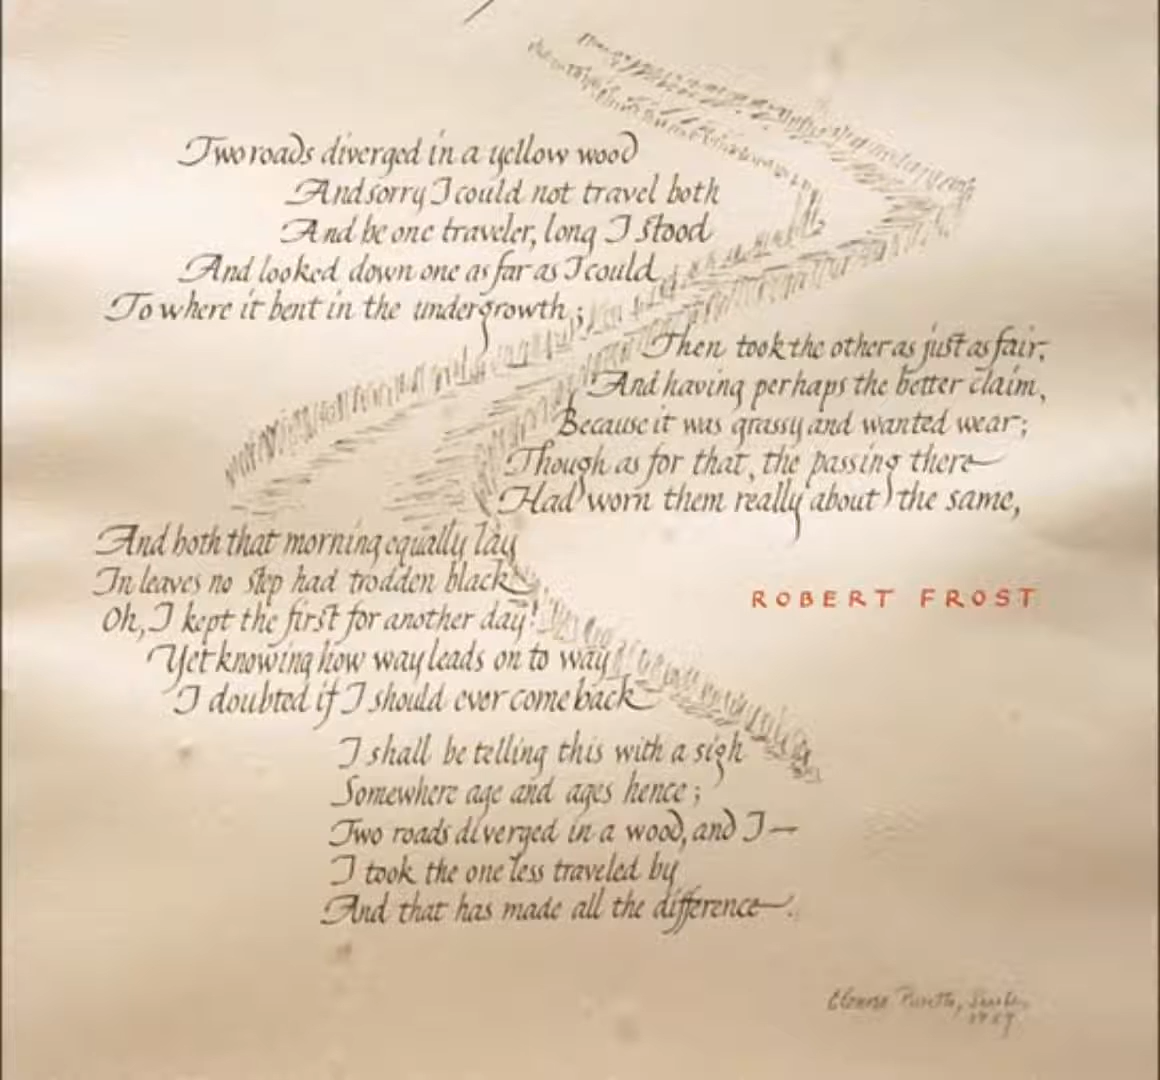 Two roads diverged in a yellow wood
And sorry I could not travel both
And be one traveler, long I stood
And looked down one as far as I could
To where it bent in the undergrowth;
Then took the other as just as fair,
And having perhaps the better claim,
Because it was grassy and wanted wear;
Though as for that, the passing there
Had worn them really about the same,
And both that morning equally lay
In leaves no step had trodden black
Oh, I kept the first for another day!
Yet knowing how way leads on to way
I doubted if I should ever come back
ROBERT FROST
I shall be telling this with a sigh
Somewhere age and ages hence;
Two roads diverged in a wood, and I—
I took the one less traveled by
And that has made all the difference.